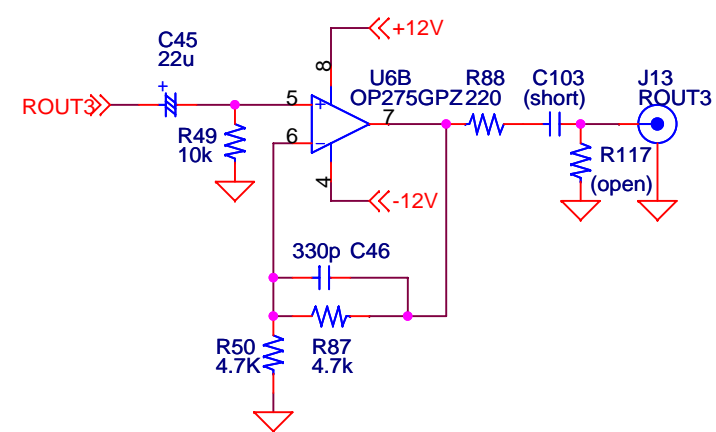 +12V
C45
22u
8
U6B
OP275GPZ
R88
220
C103
(short)
J13
ROUT3
ROUT3
5
+
+
7
R49
10k
6
−
R117
(open)
4
-12V
330p C46
R50
4.7K
R87
4.7k